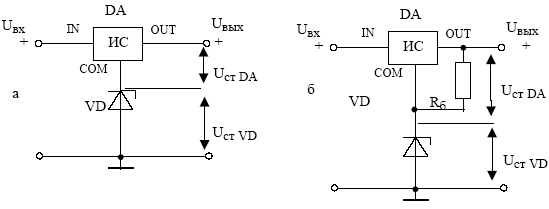 DA
Uвх
IN
OUT
Uвых
+
ИС
+
COM
Uст DA
а
VD
Uст VD
DA
Uвх
IN
OUT
Uвых
+
ИС
+
COM
Uст DA
б
VD
Rб
Uст VD